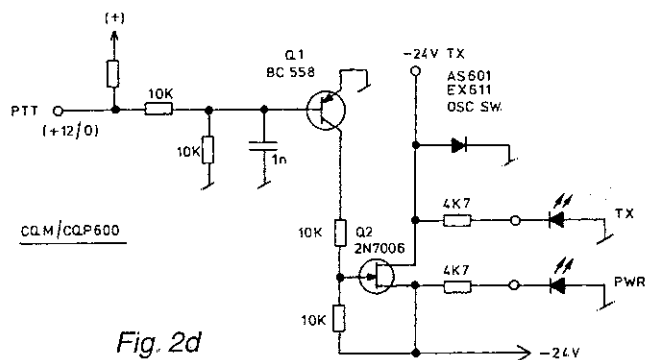 (+)
PTT
(+12/0)
10K
10K
1n
Q1
BC 558
-24V TX
AS601
EX611
OSC SW.
4K7
TX
10K
Q2
2N7006
4K7
PWR
10K
-24V
CQM/CQP600
Fig. 2d